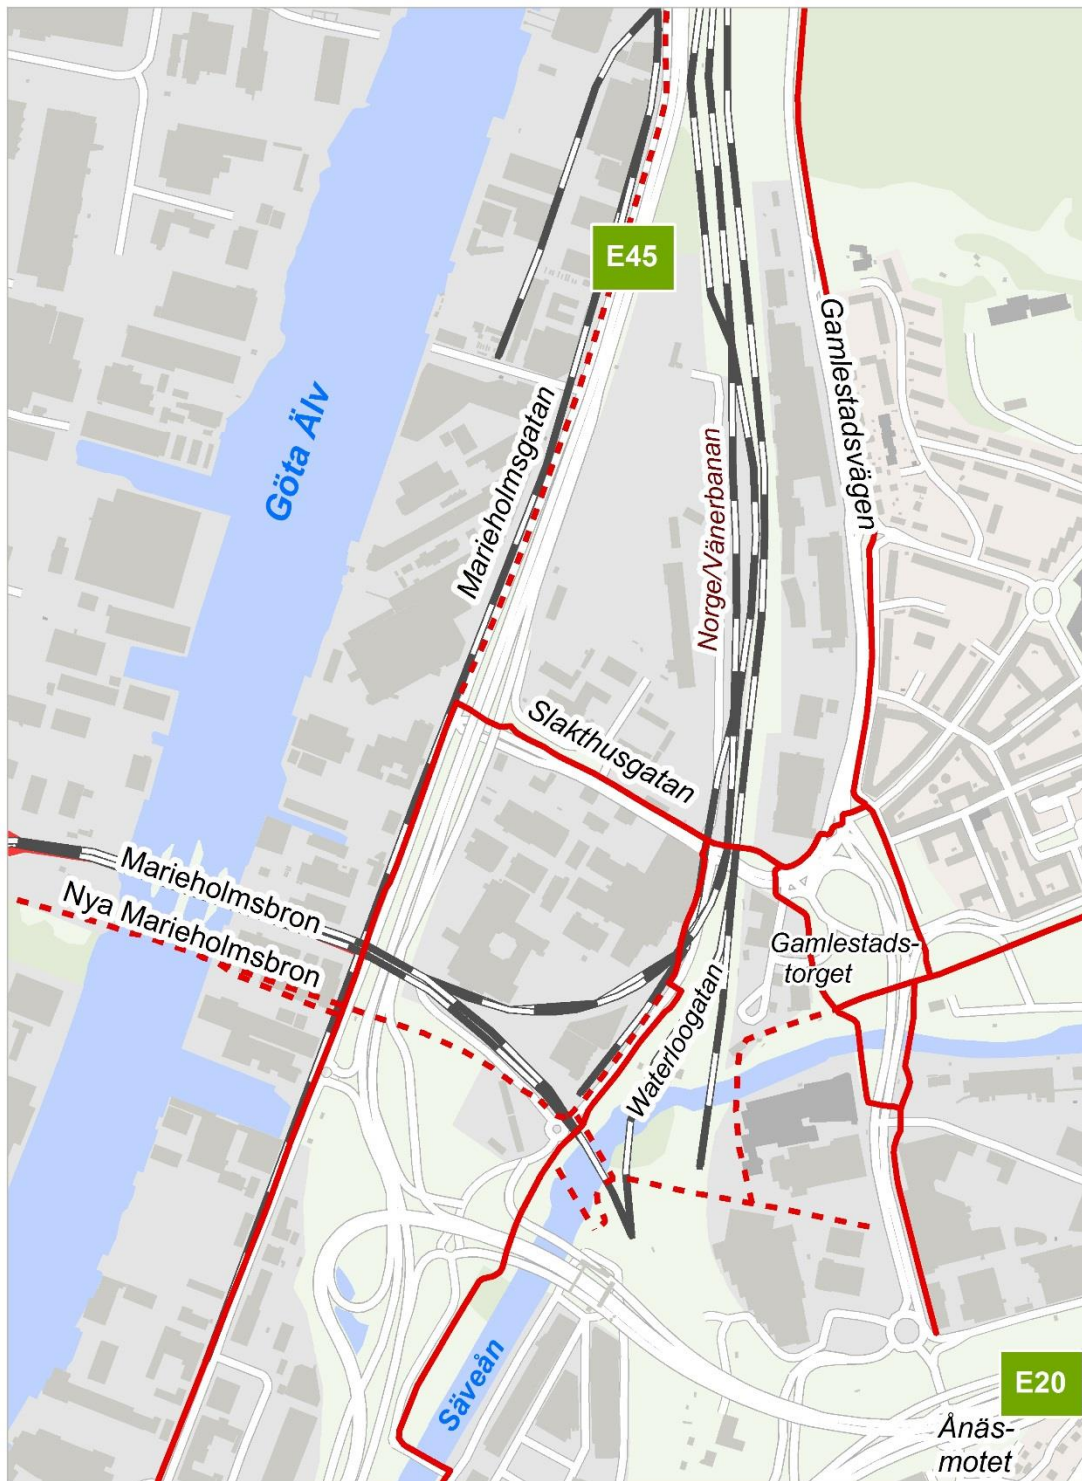 E45
Gamlestadsvägen
Göta Älv
Marieholmsgatan
Norge/Vänerbanan
Slakthusgatan
Marieholmsbron
Nya Marieholmsbron
Gamlestads-
torget
Waterloogatan
Säveån
E20
Ånäs-
motet